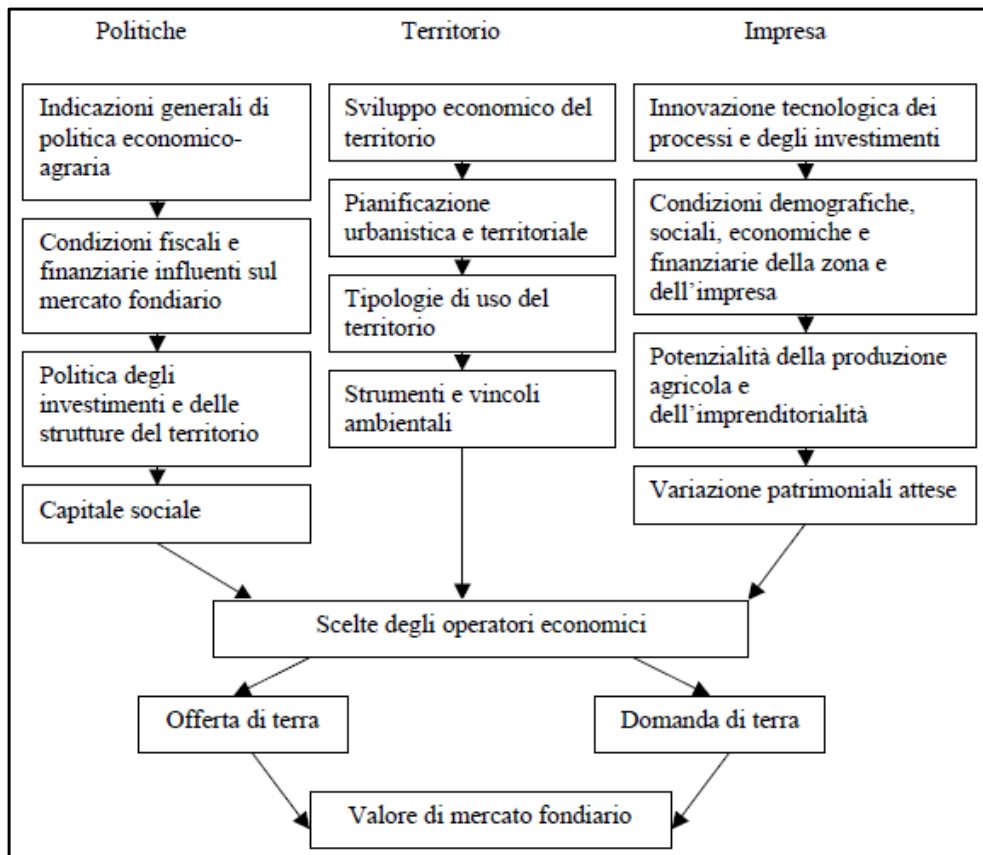 Politiche
Territorio
Impresa
Indicazioni generali di
politica economico-
agraria
Condizioni fiscali e
finanziarie influenti sul
mercato fondiario
Politica degli
investimenti e delle
strutture del territorio
Capitale sociale
Sviluppo economico del
territorio
Pianificazione
urbanistica e territoriale
Tipologie di uso del
territorio
Strumenti e vincoli
ambientali
Innovazione tecnologica dei
processi e degli investimenti
Condizioni demografiche,
sociali, economiche e
finanziarie della zona e
dell’impresa
Potenzialità della produzione
agricola e
dell’imprenditorialità
Variazione patrimoniali attese
Scelte degli operatori economici
Offerta di terra
Domanda di terra
Valore di mercato fondiario